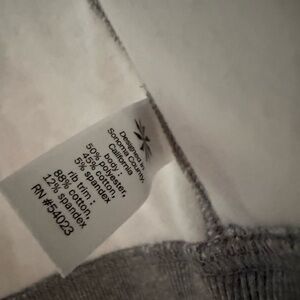 Designed in
Sonoma County,
California
body :
50% polyester,
45% cotton,
5% spandex
rib trim :
88% cotton,
12% spandex
RN #54023